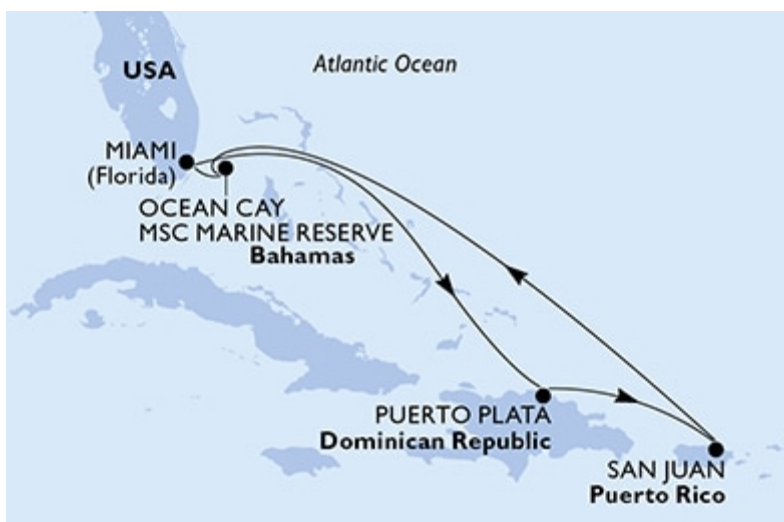 USA
Atlantic Ocean
MIAMI
(Florida)
OCEAN CAY
MSC MARINE RESERVE
Bahamas
PUERTO PLATA
Dominican Republic
SAN JUAN
Puerto Rico